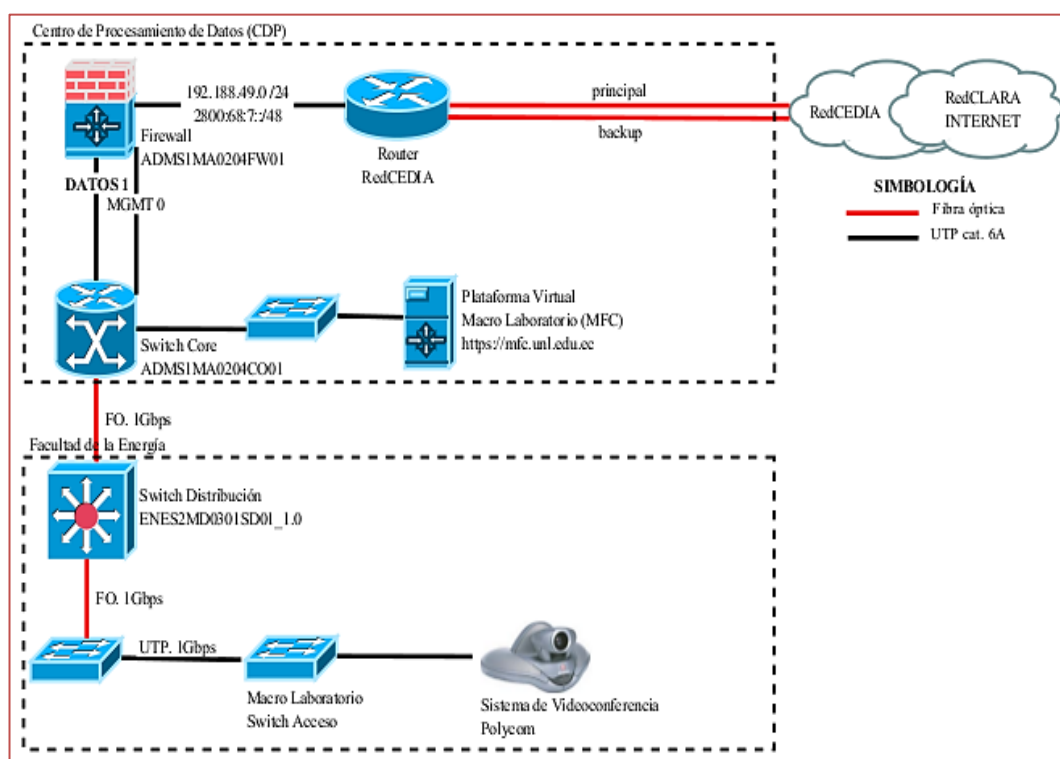 Centro de Procesamiento de Datos (CDP)
192.188.49.0 /24
2800:68:7::/48
Firewall
ADMS1MA0204FW01
Router
RedCEDIA
principal
backup
RedCEDIA
RedCLARA
INTERNET
SIMBOLOGÍA
Fibra óptica
UTP cat. 6A
DATOS 1
MGMT 0
Switch Core
ADMS1MA0204CO01
Plataforma Virtual
Macro Laboratorio (MFC)
https://mfc.unl.edu.ec
FO. 1Gbps
Facultad de la Energía
Switch Distribución
ENES2MD0301SD01_1.0
FO. 1Gbps
UTP. 1Gbps
Macro Laboratorio
Switch Acceso
Sistema de Videoconferencia
Polycom